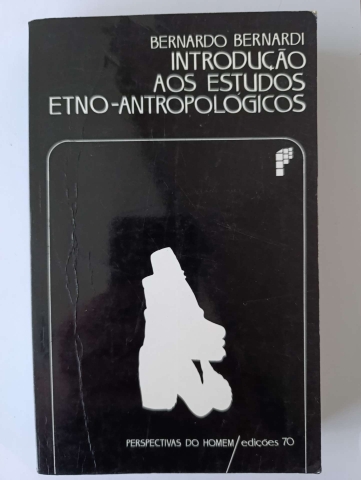 BERNARDO BERNARDI
INTRODUÇÃO
AOS ESTUDOS
ETNO-ANTROPOLÓGICOS
PERSPECTIVAS DO HOMEM/edições 70